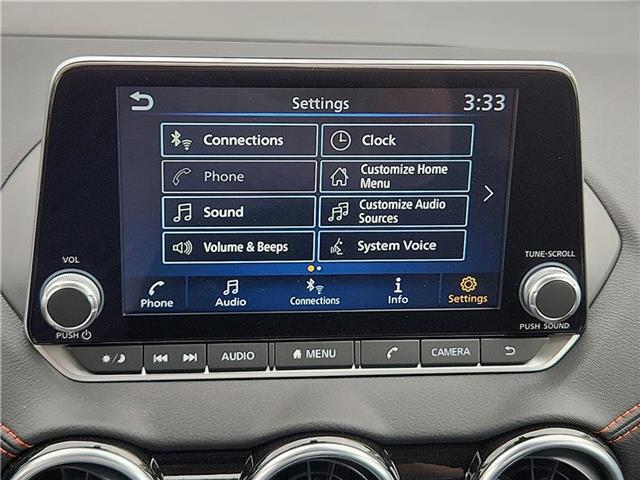 Settings
3:33
Connections
Clock
Phone
Customize Home
Menu
Sound
Customize Audio
Sources
Volume & Beeps
System Voice
Phone
Audio
Connections
Info
Settings
VOL
PUSH
TUNE·SCROLL
PUSH SOUND
AUDIO
MENU
CAMERA